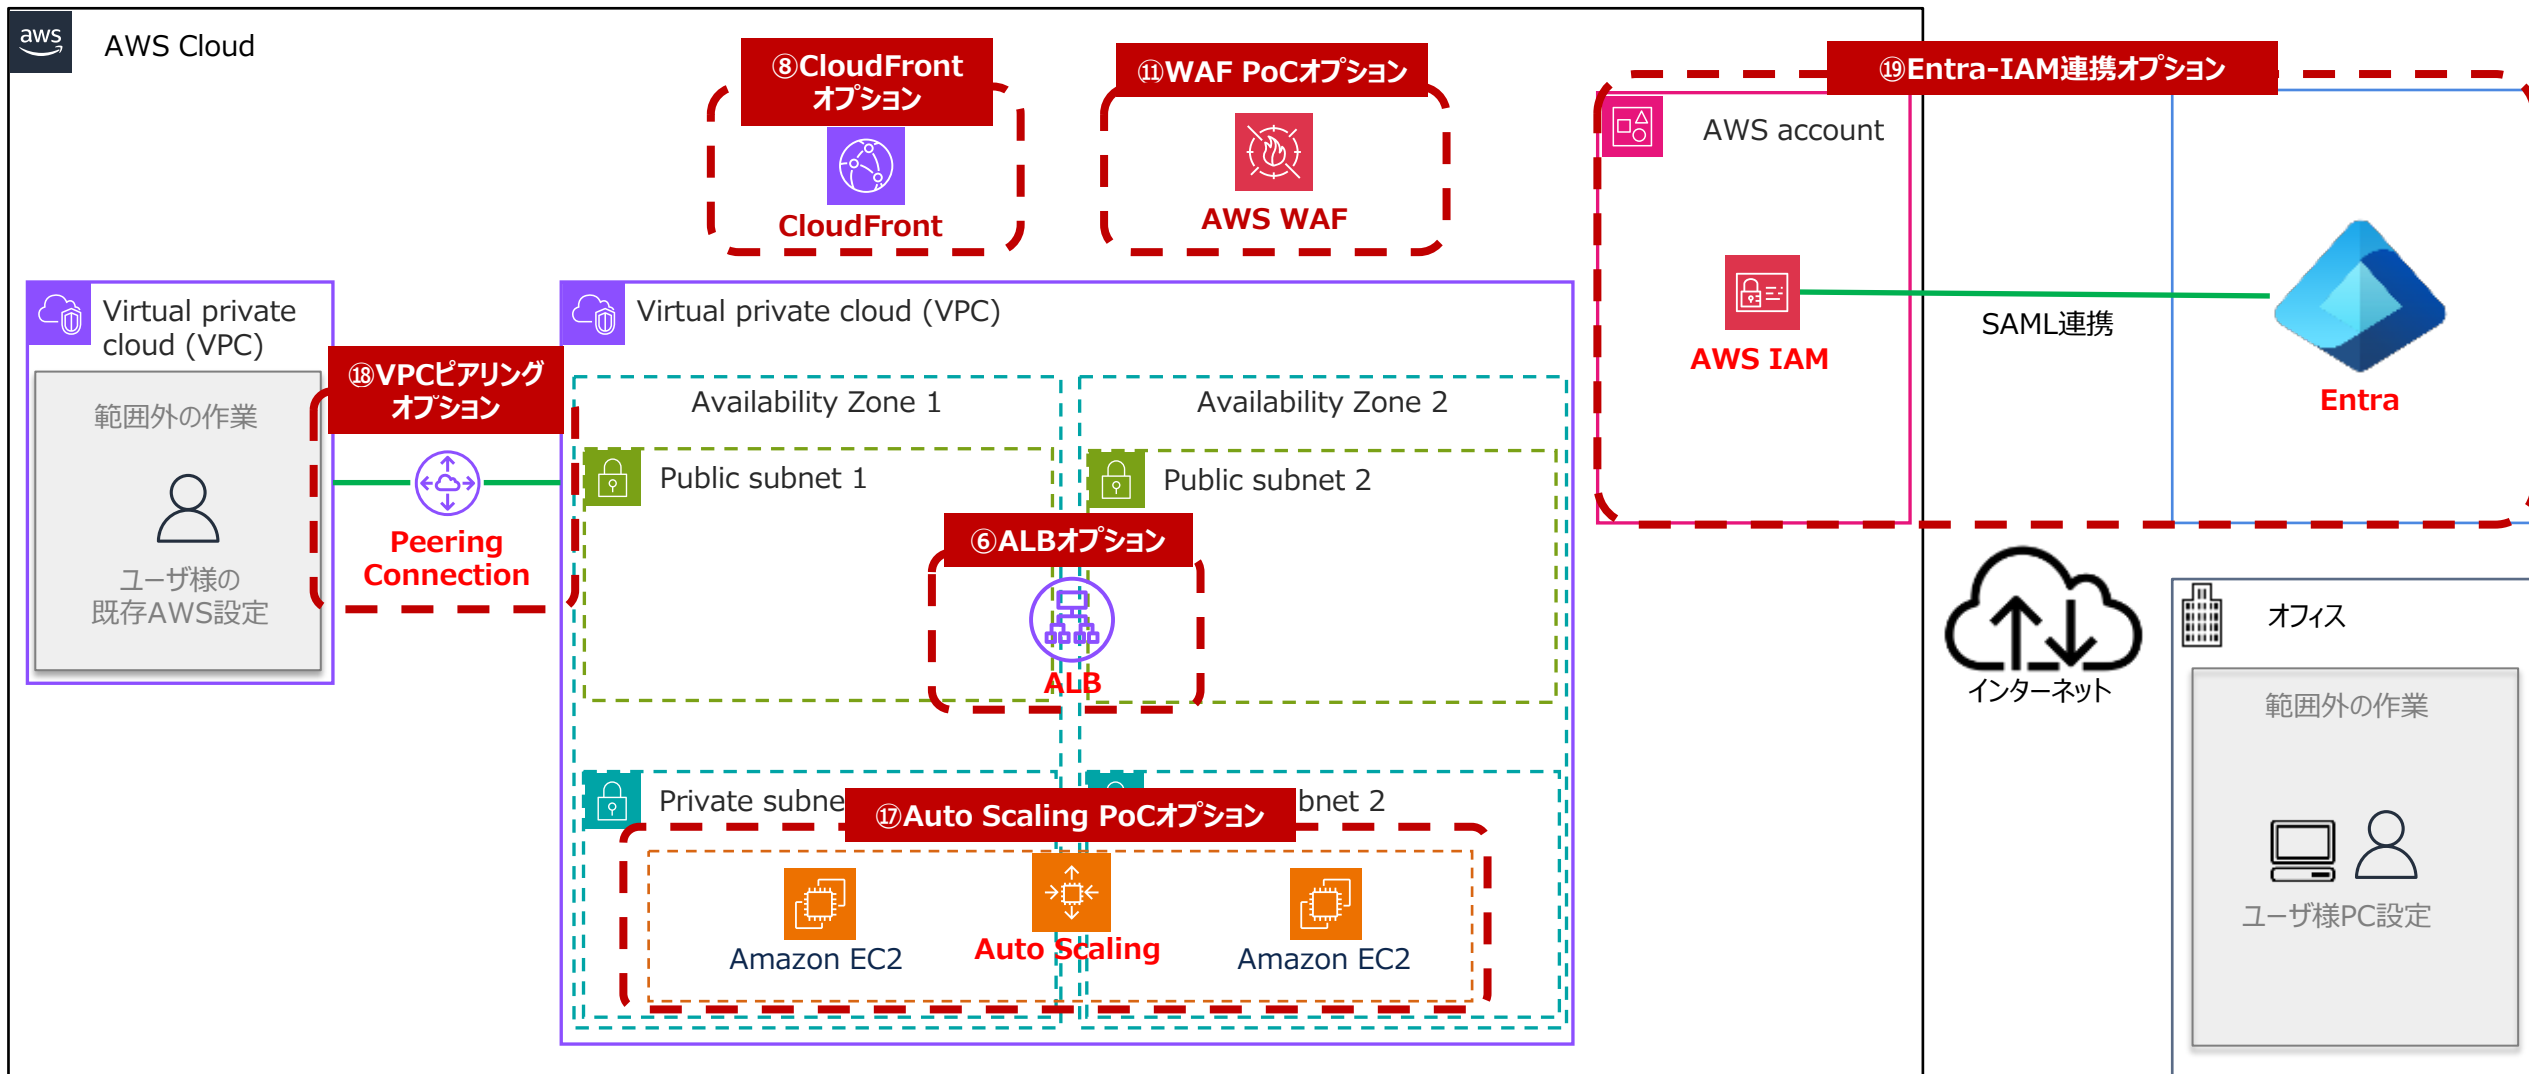 aws
AWS Cloud
⑧CloudFront
オプション
CloudFront
⑪WAF PoCオプション
AWS WAF
⑲Entra-IAM連携オプション
AWS account
AWS IAM
SAML連携
Entra
Virtual private
cloud (VPC)
範囲外の作業
ユーザ様の
既存AWS設定
⑱VPCピアリング
オプション
Peering
Connection
Virtual private cloud (VPC)
Availability Zone 1
Availability Zone 2
Public subnet 1
Public subnet 2
⑥ALBオプション
ALB
Private subne
bnet 2
⑰Auto Scaling PoCオプション
Amazon EC2
Auto Scaling
Amazon EC2
インターネット
オフィス
範囲外の作業
ユーザ様PC設定